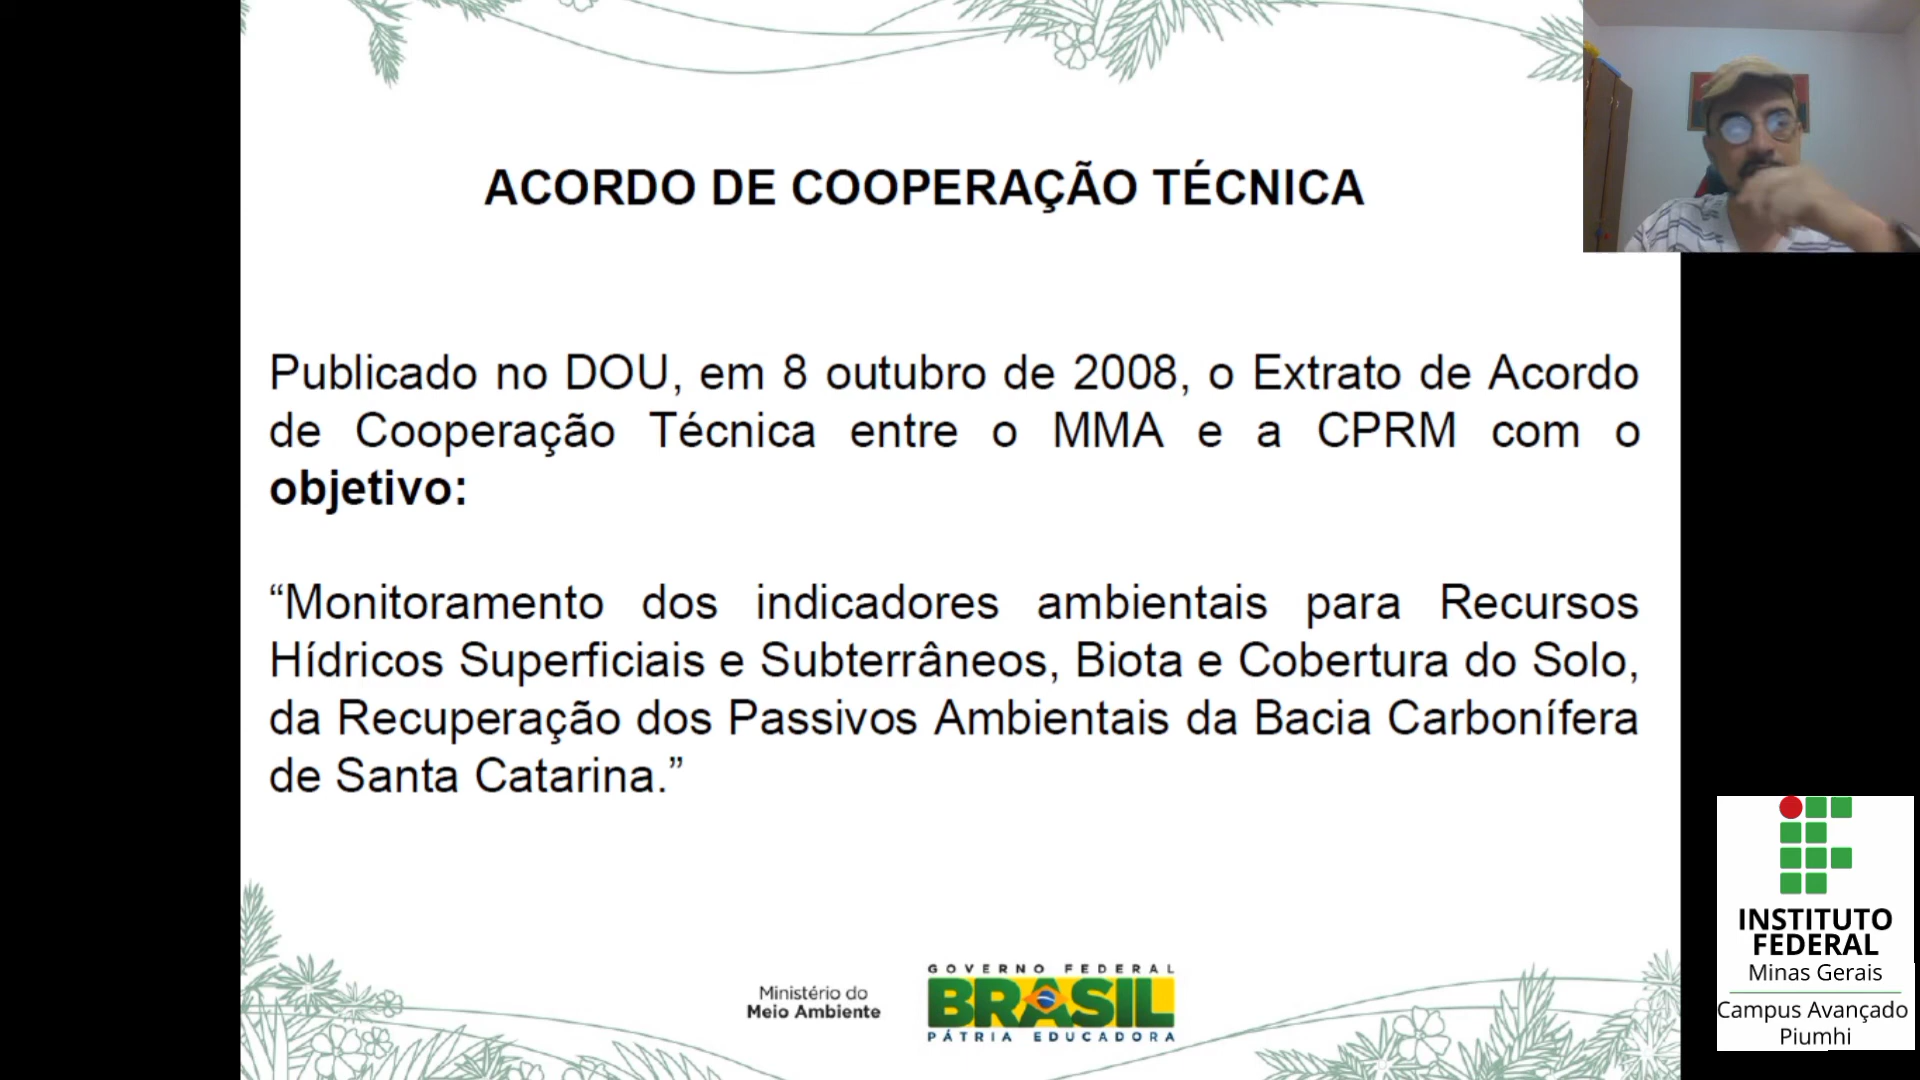 ACORDO DE COOPERAÇÃO TÉCNICA
Publicado no DOU, em 8 outubro de 2008, o Extrato de Acordo
de Cooperação Técnica entre o MMA e a CPRM com o
objetivo:
“Monitoramento dos indicadores ambientais para Recursos
Hídricos Superficiais e Subterrâneos, Biota e Cobertura do Solo,
da Recuperação dos Passivos Ambientais da Bacia Carbonífera
de Santa Catarina.”
Ministério do
Meio Ambiente
GOVERNO FEDERAL
BRASIL
PÁTRIA EDUCADORA
INSTITUTO
FEDERAL
Minas Gerais
Campus Avançado
Piumhi